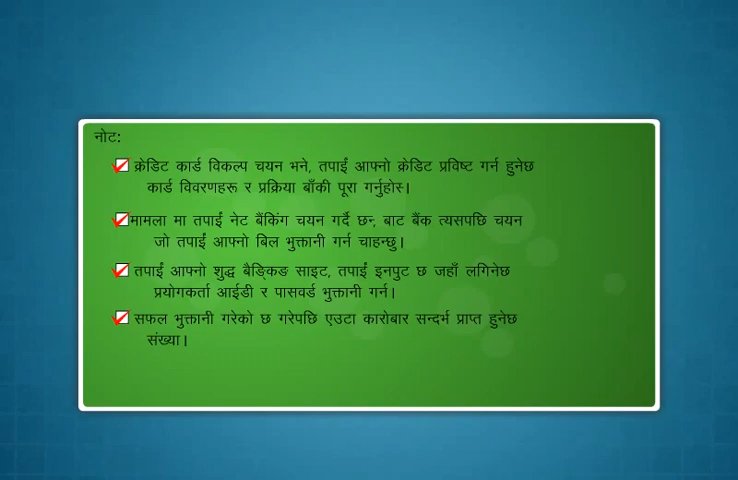 नोट:
क्रेडिट कार्ड विकल्प चयन भने, तपाईं आफ्नो क्रेडिट प्रविष्ट गर्न हुनेछ
कार्ड विवरणहरू र प्रक्रिया बाँकी पूरा गर्नुहोस्।
मामला मा तपाईं नेट बैंकिंग चयन गर्दै छन्, बाट बैंक त्यसपछि चयन
जो तपाईं आफ्नो बिल भुक्तानी गर्न चाहन्छु।
तपाईं आफ्नो शुद्ध बैङ्किङ साइट, तपाईं इनपुट छ जहाँ लगिनेछ
प्रयोगकर्ता आईडी र पासवर्ड भुक्तानी गर्न।
सफल भुक्तानी गरेको छ गरेपछि एउटा कारोबार सन्दर्भ प्राप्त हुनेछ
संख्या।